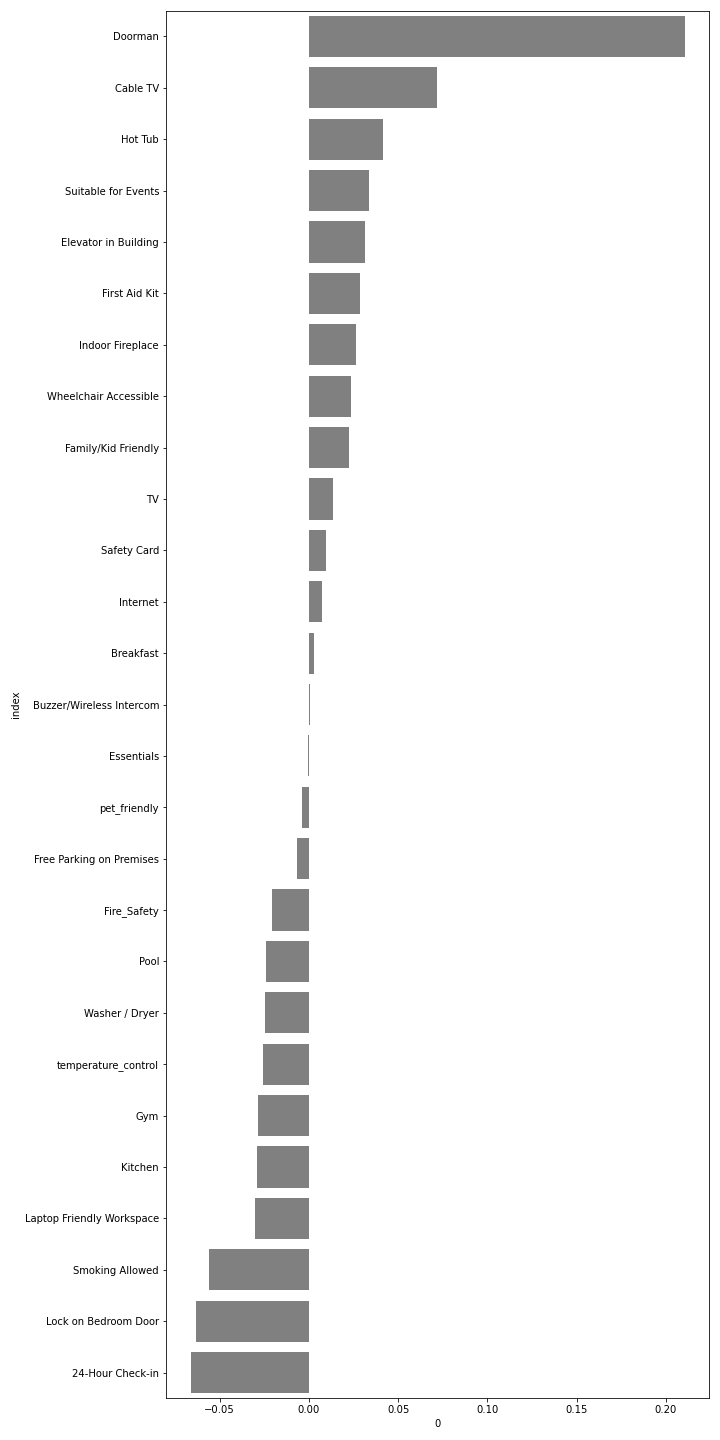 Doorman
Cable TV
Hot Tub
Suitable for Events
Elevator in Building
First Aid Kit
Indoor Fireplace
Wheelchair Accessible
Family/Kid Friendly
TV
Safety Card
Internet
Breakfast
Buzzer/Wireless Intercom
Essentials
pet_friendly
Free Parking on Premises
Fire_Safety
Pool
Washer / Dryer
temperature_control
Gym
Kitchen
Laptop Friendly Workspace
Smoking Allowed
Lock on Bedroom Door
24-Hour Check-in
index
−0.05 0.00 0.05 0.10 0.15 0.20
0